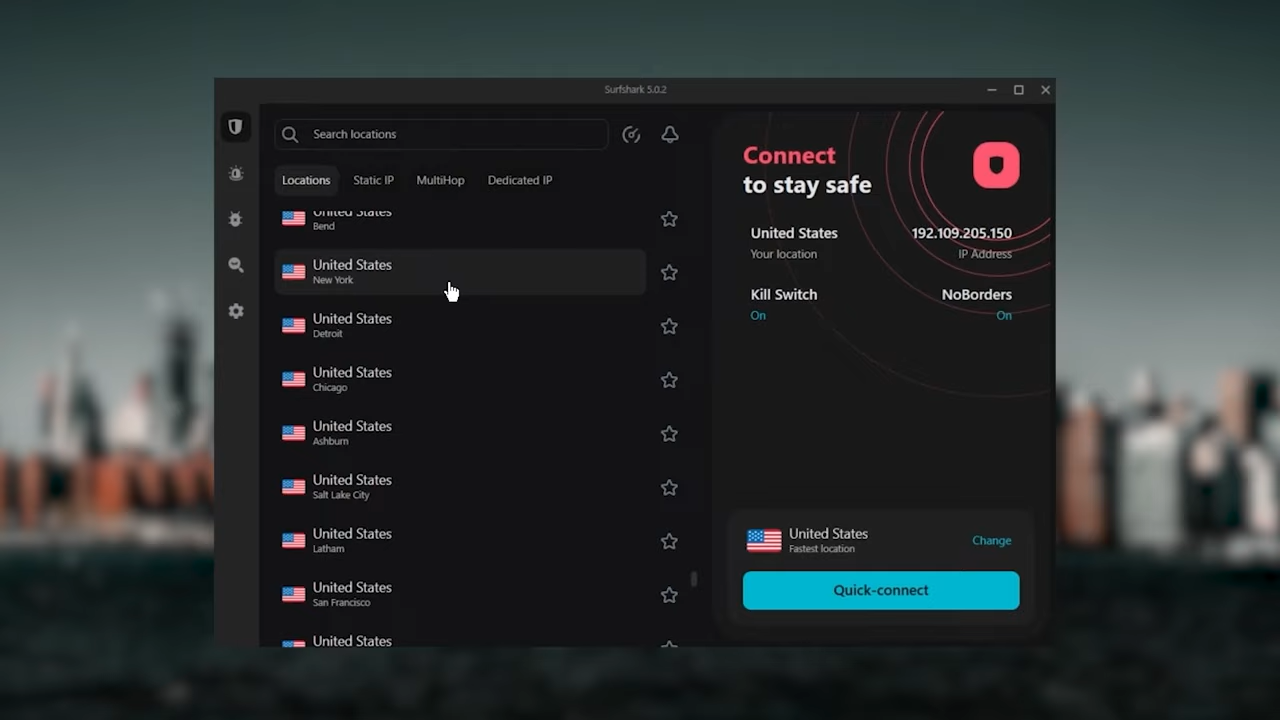 Surfshark 5.0.2
Search locations
Locations
Static IP
MultiHop
Dedicated IP
United States
Bend
United States
New York
United States
Detroit
United States
Chicago
United States
Ashburn
United States
Salt Lake City
United States
Latham
United States
San Francisco
United States
Connect
to stay safe
United States
192.109.205.150
Your location
IP Address
Kill Switch
NoBorders
On
On
United States
Fastest location
Change
Quick-connect